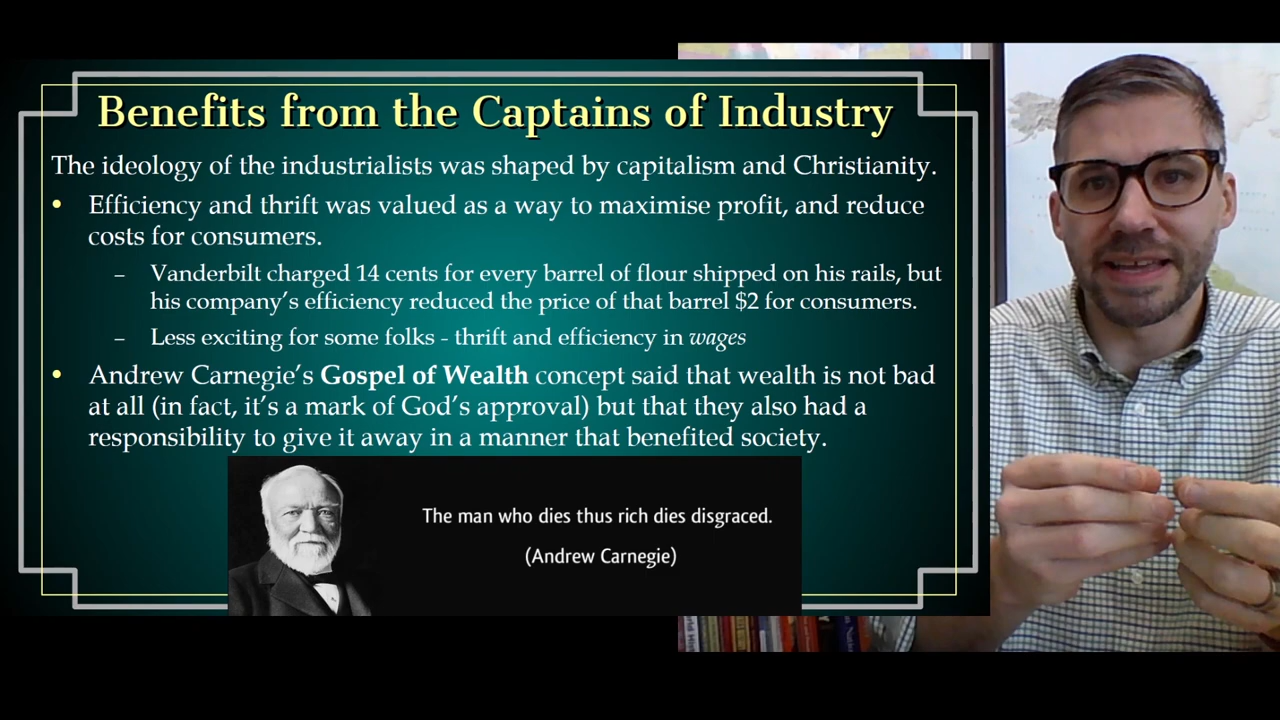 Benefits from the Captains of Industry
The ideology of the industrialists was shaped by capitalism and Christianity.
• Efficiency and thrift was valued as a way to maximise profit, and reduce
costs for consumers.
– Vanderbilt charged 14 cents for every barrel of flour shipped on his rails, but
his company's efficiency reduced the price of that barrel $2 for consumers.
– Less exciting for some folks - thrift and efficiency in wages
• Andrew Carnegie's Gospel of Wealth concept said that wealth is not bad
at all (in fact, it's a mark of God's approval) but that they also had a
responsibility to give it away in a manner that benefited society.
The man who dies thus rich dies disgraced.
(Andrew Carnegie)